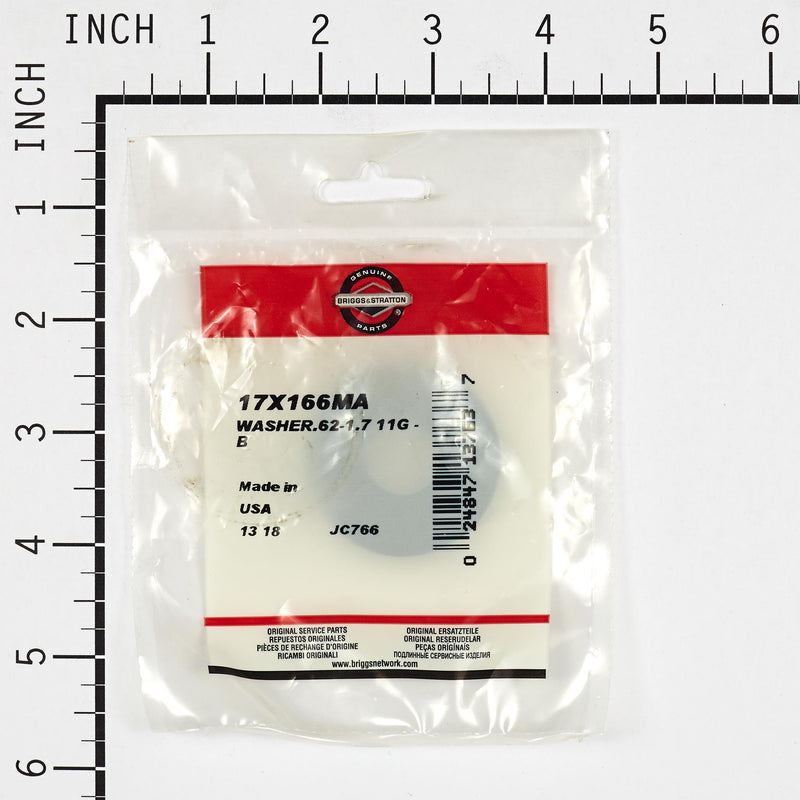 INCH 1 2 3 4 5 6
INCH
1
2
3
4
5
6
GENUINE
BRIGGS&STRATTON
®
PARTS
17X166MA
WASHER.62-1.7 11G -
B
Made in
USA
13 18 JC766
0 24847 13763 7
ORIGINAL SERVICE PARTS
REPUESTOS ORIGINALES
PIÈCES DE RECHANGE D'ORIGINE
RICAMBI ORIGINALI
ORIGINAL ERSATZTEILE
ORIGINAL RESERUDELAR
PEÇAS ORIGINAIS
ПОДЛИННЫЕ СЕРВИСНЫЕ ИЗДЕЛИЯ
www.briggsnetwork.com